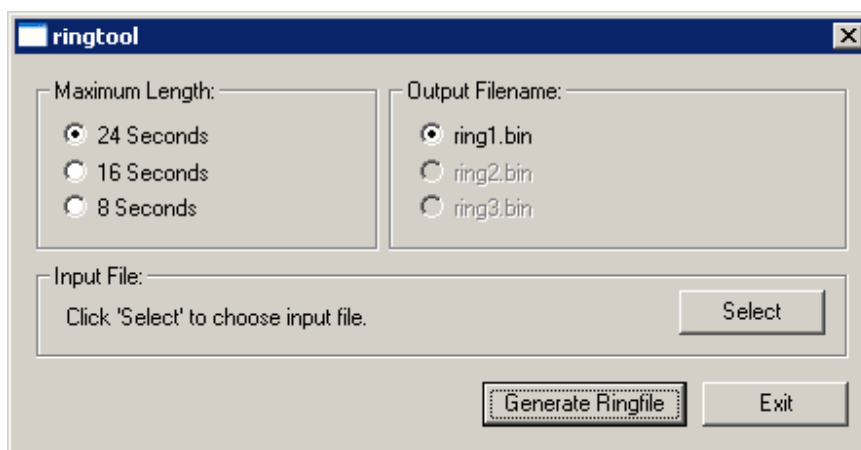 ringtool
Maximum Length:
24 Seconds
16 Seconds
8 Seconds
Output Filename:
ring1.bin
ring2.bin
ring3.bin
Input File:
Click 'Select' to choose input file.
Select
Generate Ringfile
Exit